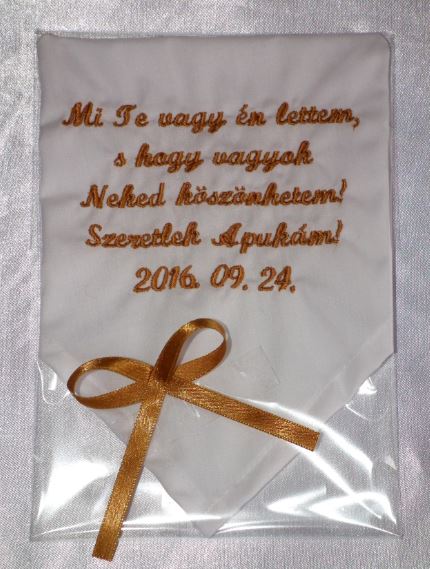 Mi Te vagy én lettem,
s hogy vagyok
Neked köszönhetem!
Szeretlek Apukám!
2016. 09. 24.